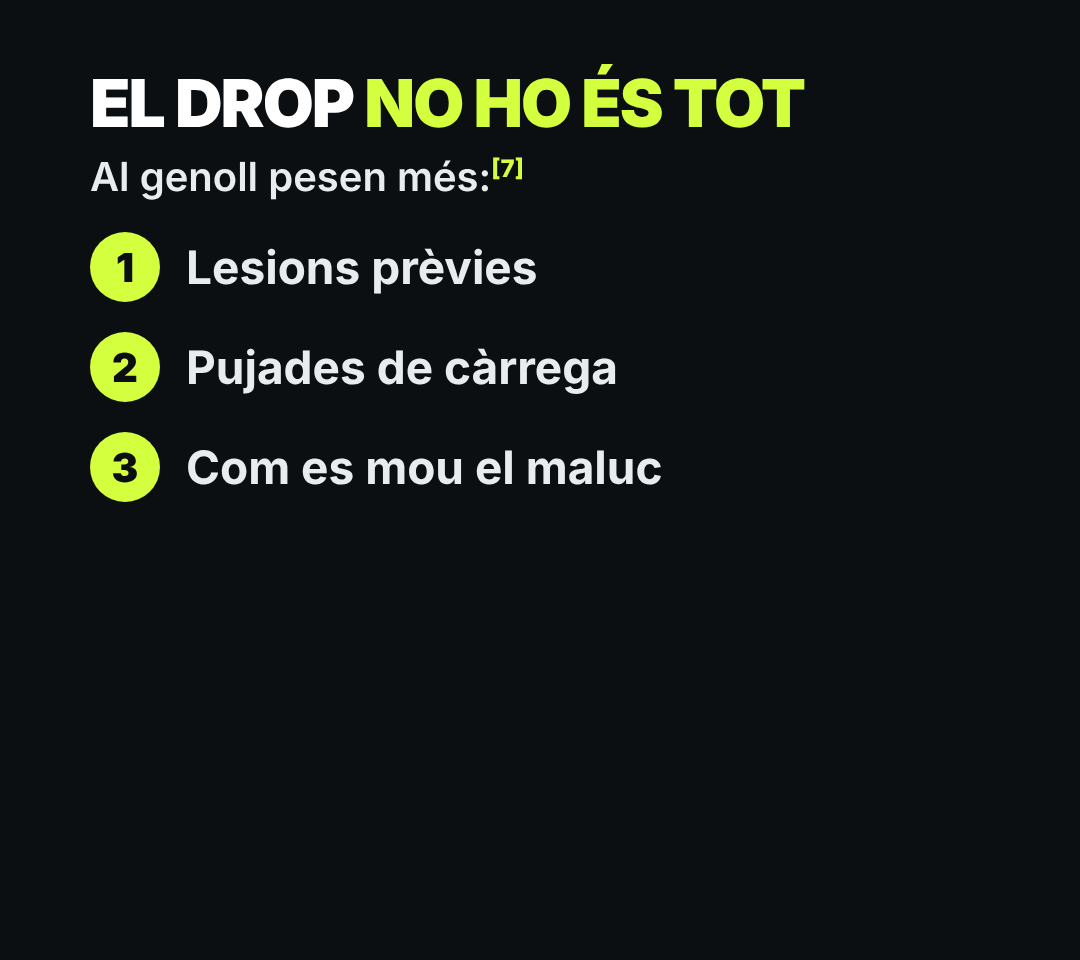 EL DROP NO HO ÉS TOT
Al genoll pesen més:[7]
1 Lesions prèvies
2 Pujades de càrrega
3 Com es mou el maluc